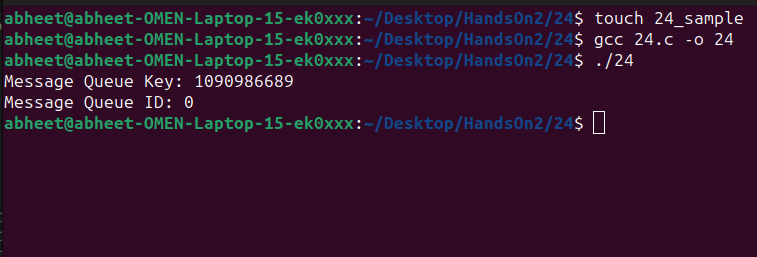 abheet@abheet-OMEN-Laptop-15-ek0xxx:~/Desktop/HandsOn2/24$ touch 24_sample
abheet@abheet-OMEN-Laptop-15-ek0xxx:~/Desktop/HandsOn2/24$ gcc 24.c -o 24
abheet@abheet-OMEN-Laptop-15-ek0xxx:~/Desktop/HandsOn2/24$ ./24
Message Queue Key: 1090986689
Message Queue ID: 0
abheet@abheet-OMEN-Laptop-15-ek0xxx:~/Desktop/HandsOn2/24$